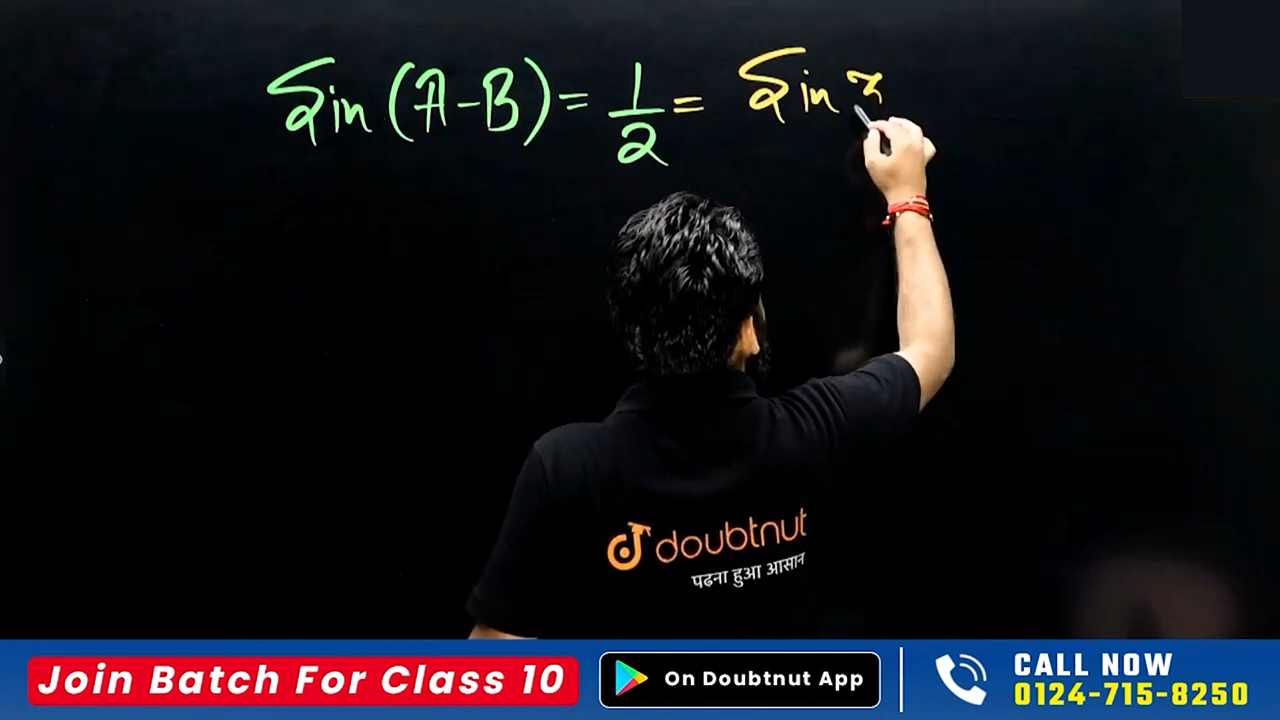 Sin (A-B) = 1/2 = Sin
doubtnut
पढना हुआ आसान
Join Batch For Class 10
On Doubtnut App
CALL NOW
0124-715-8250